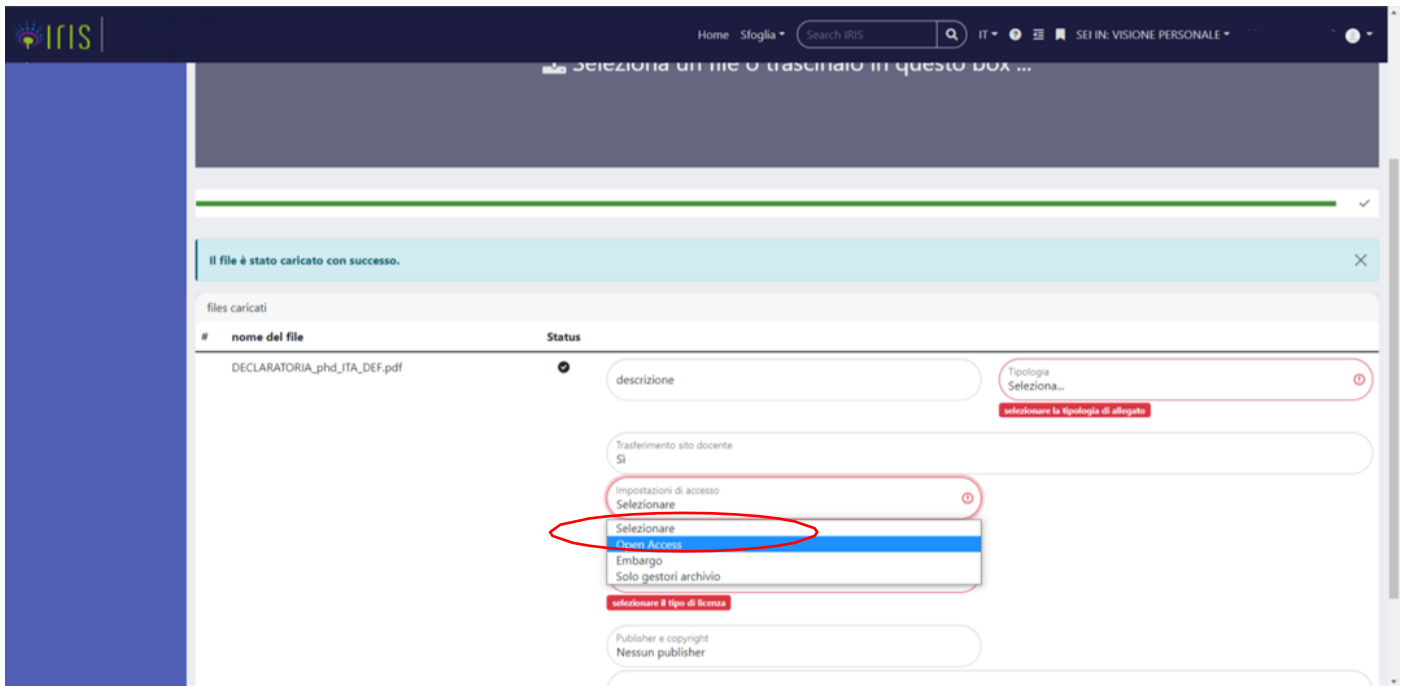 IRIS
Home Sfoglia Search IRIS IT SEI IN: VISIONE PERSONALE
Seleziona un file o trascinalo in questo box ...
Il file è stato caricato con successo.
files caricati
# nome del file Status
DECLARATORIA_phd_ITA_DEF.pdf
descrizione
Tipologia
Seleziona...
selezionare la tipologia di allegato
Trasferimento sito docente
Sì
Impostazioni di accesso
Selezionare
Selezionare
Open Access
Embargo
Solo gestori archivio
selezionare il tipo di licenza
Publisher e copyright
Nessun publisher